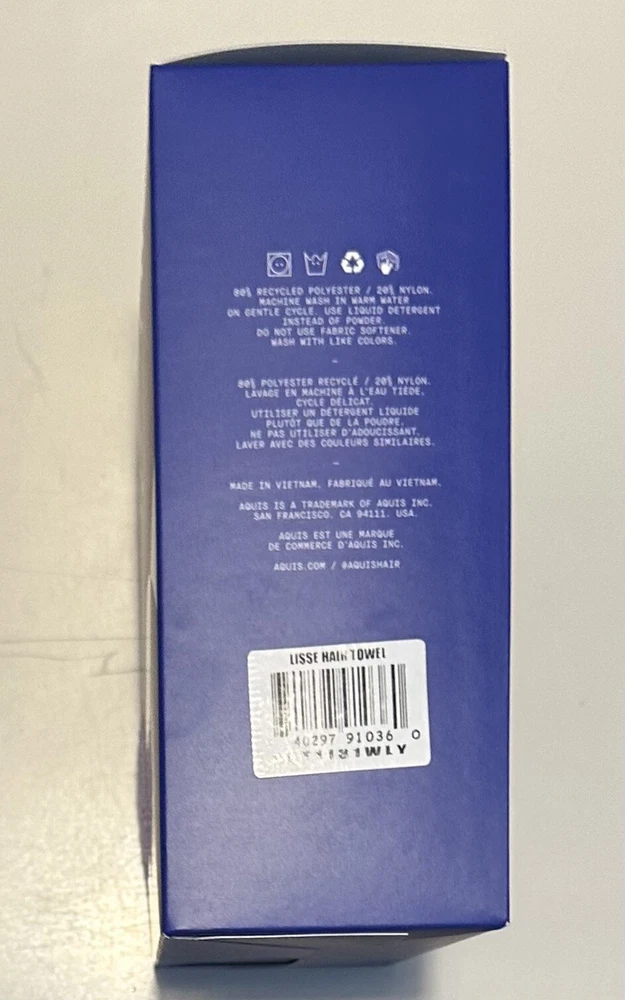 80% RECYCLED POLYESTER / 20% NYLON.
MACHINE WASH IN WARM WATER
ON GENTLE CYCLE. USE LIQUID DETERGENT
INSTEAD OF POWDER.
DO NOT USE FABRIC SOFTENER.
WASH WITH LIKE COLORS.
–
80% POLYESTER RECYCLÉ / 20% NYLON.
LAVAGE EN MACHINE À L'EAU TIÈDE,
CYCLE DÉLICAT.
UTILISER UN DÉTERGENT LIQUIDE
PLUTÔT QUE DE LA POUDRE.
NE PAS UTILISER D'ADOUCISSANT.
LAVER AVEC DES COULEURS SIMILAIRES.
–
MADE IN VIETNAM. FABRIQUÉ AU VIETNAM.
AQUIS IS A TRADEMARK OF AQUIS INC.
SAN FRANCISCO, CA 94111. USA.
AQUIS EST UNE MARQUE
DE COMMERCE D'AQUIS INC.
AQUIS.COM / @AQUISHAIR
LISSE HAIR TOWEL
40297 91036 0